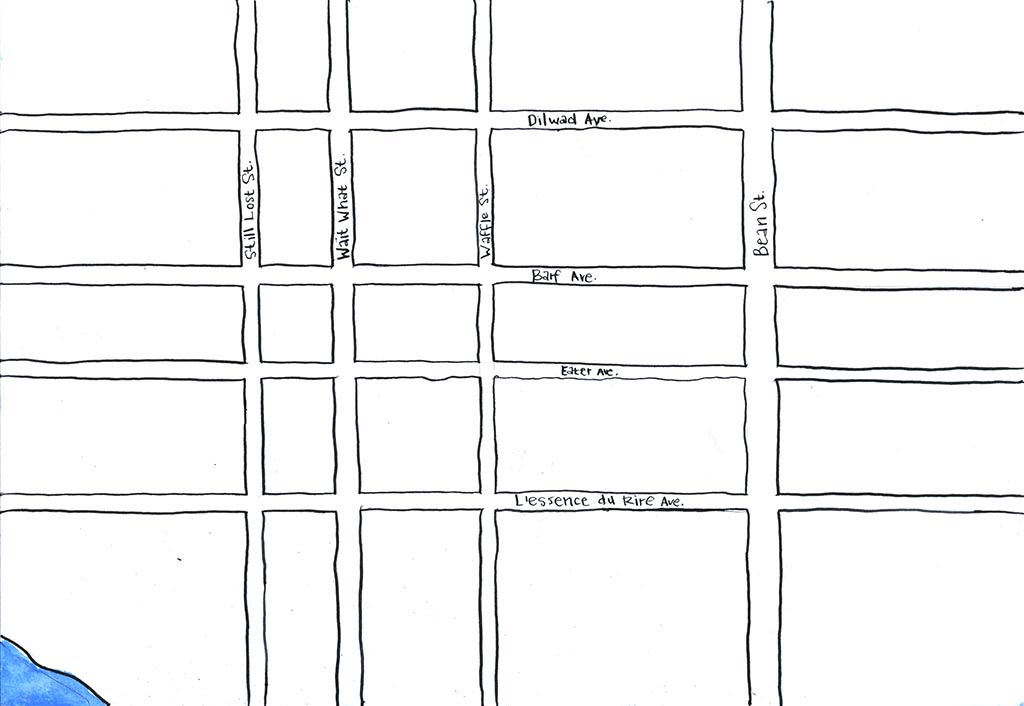 Dilwad Ave.
Still Lost St.
Wait What St.
Waffle St.
Bean St.
Barf Ave.
Eater Ave.
L'essence du Rire Ave.